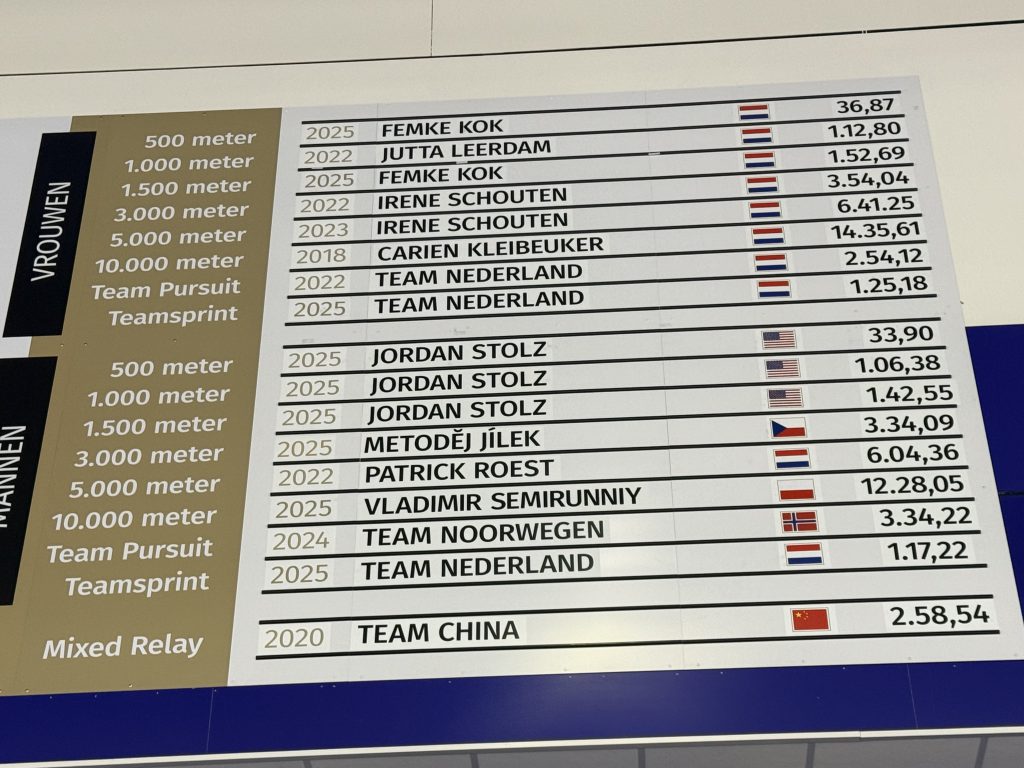 VROUWEN
500 meter 2025 FEMKE KOK 36,87
1.000 meter 2022 JUTTA LEERDAM 1.12,80
1.500 meter 2025 FEMKE KOK 1.52,69
3.000 meter 2022 IRENE SCHOUTEN 3.54,04
5.000 meter 2023 IRENE SCHOUTEN 6.41.25
10.000 meter 2018 CARIEN KLEIBEUKER 14.35,61
Team Pursuit 2022 TEAM NEDERLAND 2.54,12
Teamsprint 2025 TEAM NEDERLAND 1.25,18
MANNEN
500 meter 2025 JORDAN STOLZ 33,90
1.000 meter 2025 JORDAN STOLZ 1.06,38
1.500 meter 2025 JORDAN STOLZ 1.42,55
3.000 meter 2025 METODĚJ JÍLEK 3.34,09
5.000 meter 2022 PATRICK ROEST 6.04,36
10.000 meter 2025 VLADIMIR SEMIRUNNIY 12.28,05
Team Pursuit 2024 TEAM NOORWEGEN 3.34,22
Teamsprint 2025 TEAM NEDERLAND 1.17,22
Mixed Relay 2020 TEAM CHINA 2.58,54